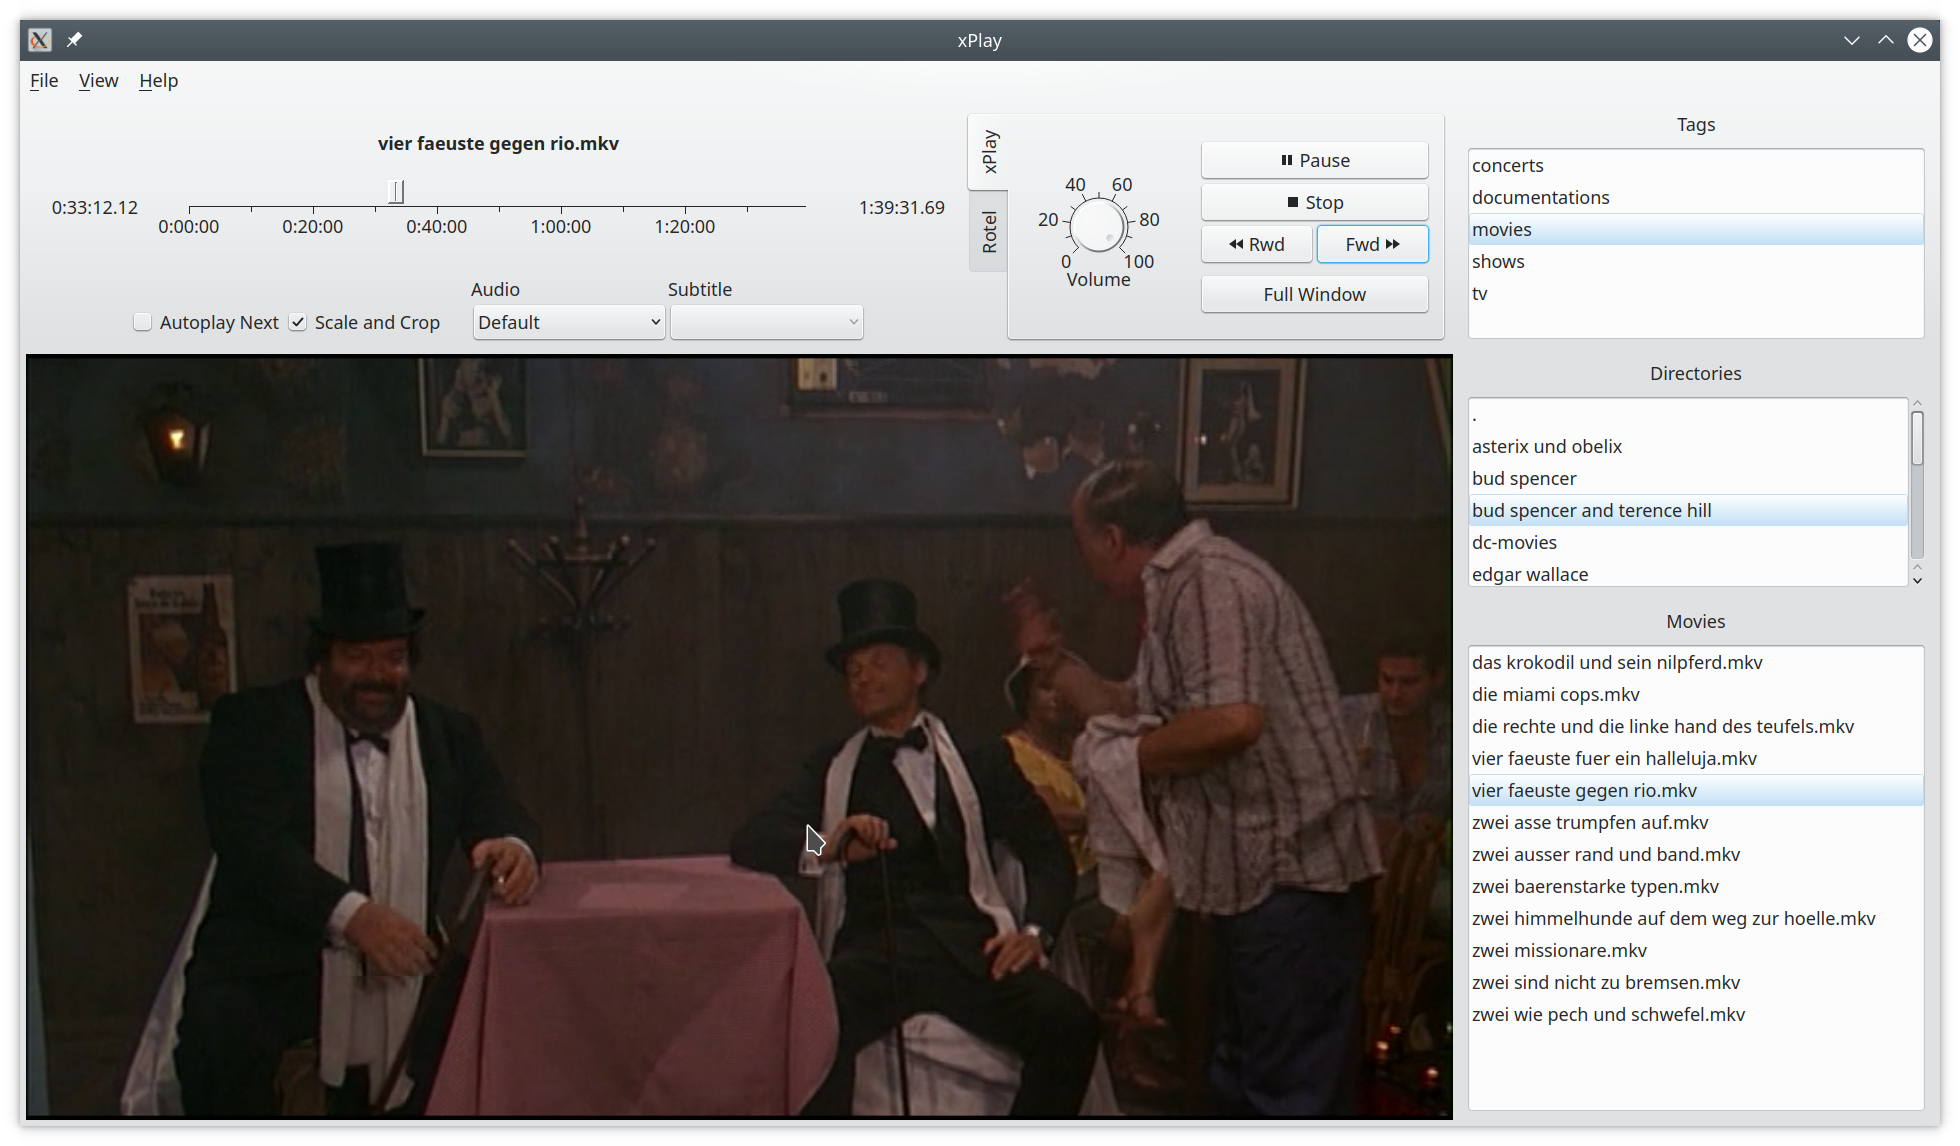 xPlay
File View Help
vier faeuste gegen rio.mkv
0:33:12.12
1:39:31.69
0:00:00 0:20:00 0:40:00 1:00:00 1:20:00
Audio
Subtitle
Autoplay Next
Scale and Crop
Default
xPlay
Rotel
0 20 40 60 80 100
Volume
Pause
Stop
Rwd
Fwd
Full Window
Tags
concerts
documentations
movies
shows
tv
Directories
.
asterix und obelix
bud spencer
bud spencer and terence hill
dc-movies
edgar wallace
Movies
das krokodil und sein nilpferd.mkv
die miami cops.mkv
die rechte und die linke hand des teufels.mkv
vier faeuste fuer ein halleluja.mkv
vier faeuste gegen rio.mkv
zwei asse trumpfen auf.mkv
zwei ausser rand und band.mkv
zwei baerenstarke typen.mkv
zwei himmelhunde auf dem weg zur hoelle.mkv
zwei missionare.mkv
zwei sind nicht zu bremsen.mkv
zwei wie pech und schwefel.mkv